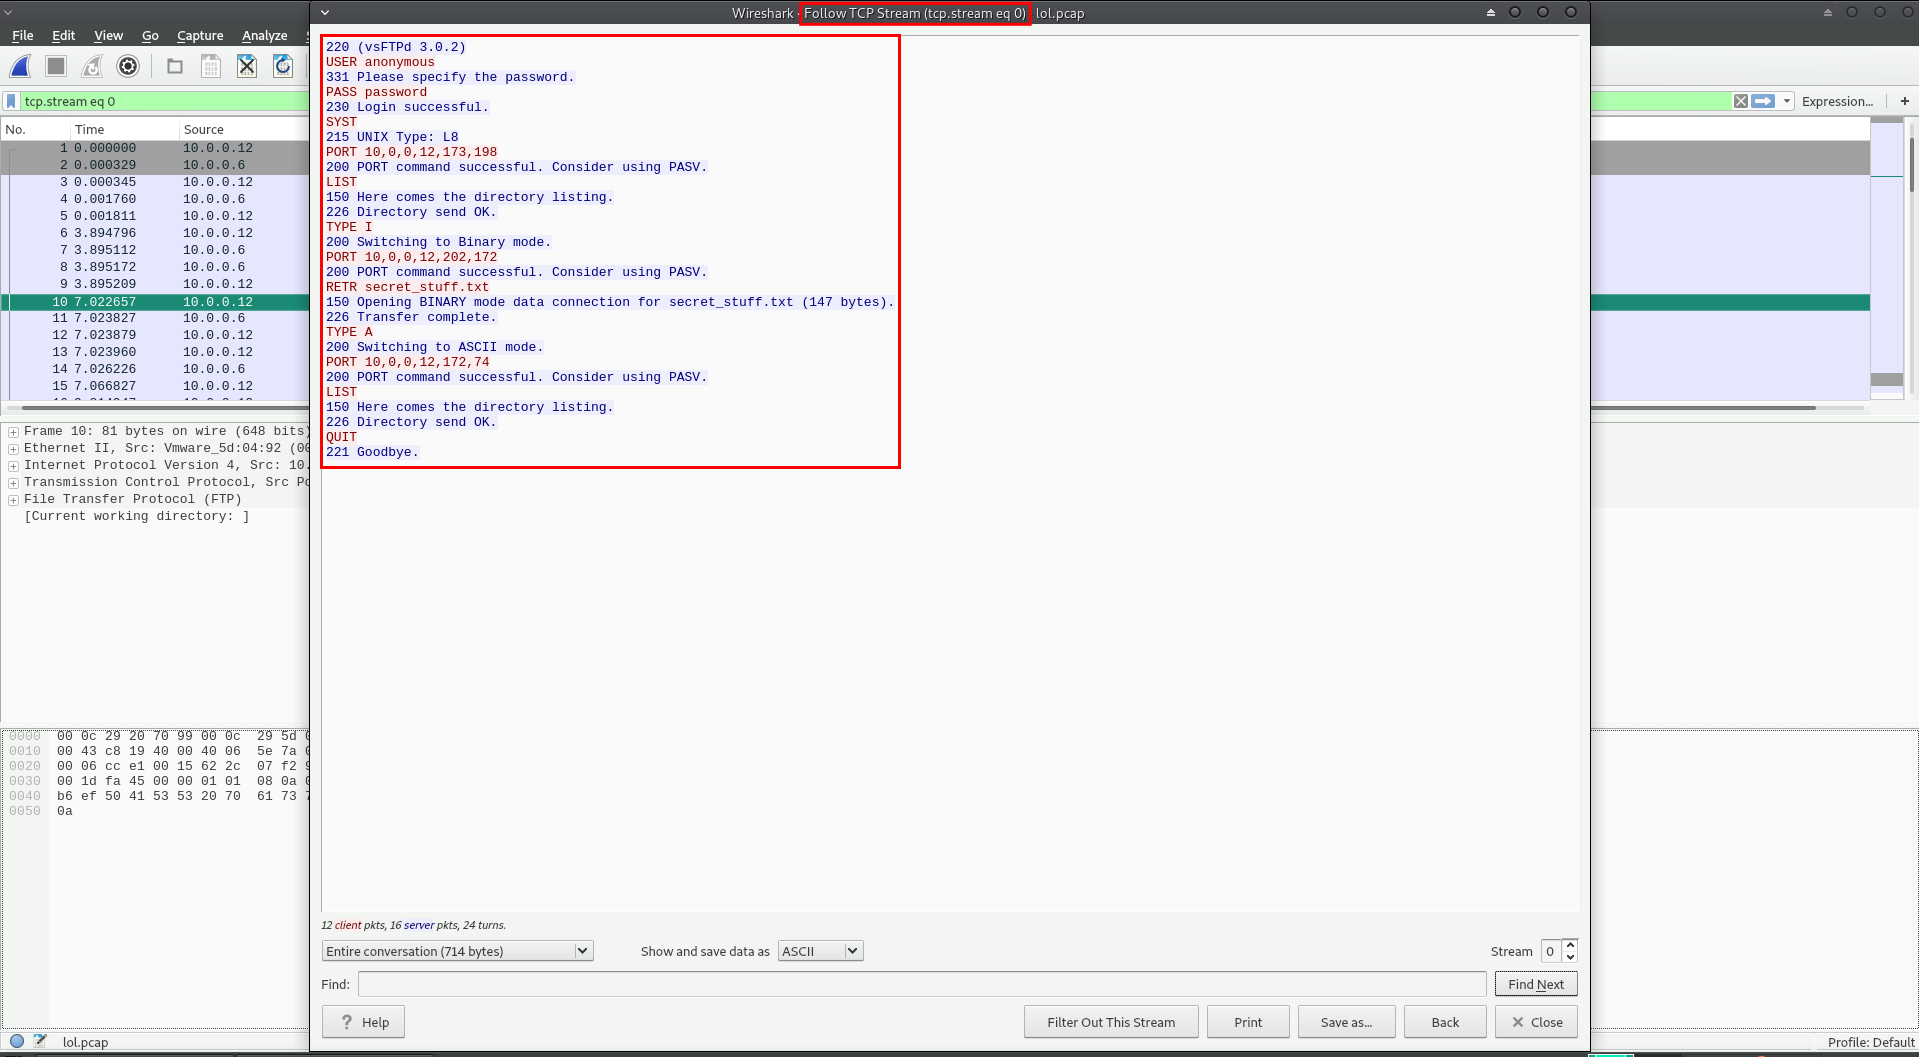 Wireshark · Follow TCP Stream (tcp.stream eq 0) · lol.pcap
File Edit View Go Capture Analyze
tcp.stream eq 0
Expression... +
No. Time Source
1 0.000000 10.0.0.12
2 0.000329 10.0.0.6
3 0.000345 10.0.0.12
4 0.001760 10.0.0.6
5 0.001811 10.0.0.12
6 3.894796 10.0.0.12
7 3.895112 10.0.0.6
8 3.895172 10.0.0.6
9 3.895209 10.0.0.12
10 7.022657 10.0.0.12
11 7.023827 10.0.0.6
12 7.023879 10.0.0.12
13 7.023960 10.0.0.12
14 7.026226 10.0.0.6
15 7.066827 10.0.0.12
Frame 10: 81 bytes on wire (648 bits)
Ethernet II, Src: Vmware_5d:04:92 (00
Internet Protocol Version 4, Src: 10.
Transmission Control Protocol, Src Po
File Transfer Protocol (FTP)
[Current working directory: ]
0000 00 0c 29 20 70 99 00 0c 29 5d 0
0010 00 43 c8 19 40 00 40 06 5e 7a 0
0020 00 06 cc e1 00 15 62 2c 07 f2 9
0030 00 1d fa 45 00 00 01 01 08 0a 0
0040 b6 ef 50 41 53 53 20 70 61 73 7
0050 0a
220 (vsFTPd 3.0.2)
USER anonymous
331 Please specify the password.
PASS password
230 Login successful.
SYST
215 UNIX Type: L8
PORT 10,0,0,12,173,198
200 PORT command successful. Consider using PASV.
LIST
150 Here comes the directory listing.
226 Directory send OK.
TYPE I
200 Switching to Binary mode.
PORT 10,0,0,12,202,172
200 PORT command successful. Consider using PASV.
RETR secret_stuff.txt
150 Opening BINARY mode data connection for secret_stuff.txt (147 bytes).
226 Transfer complete.
TYPE A
200 Switching to ASCII mode.
PORT 10,0,0,12,172,74
200 PORT command successful. Consider using PASV.
LIST
150 Here comes the directory listing.
226 Directory send OK.
QUIT
221 Goodbye.
12 client pkts, 16 server pkts, 24 turns.
Entire conversation (714 bytes) Show and save data as ASCII Stream 0
Find: Find Next
Help Filter Out This Stream Print Save as... Back Close
lol.pcap Profile: Default